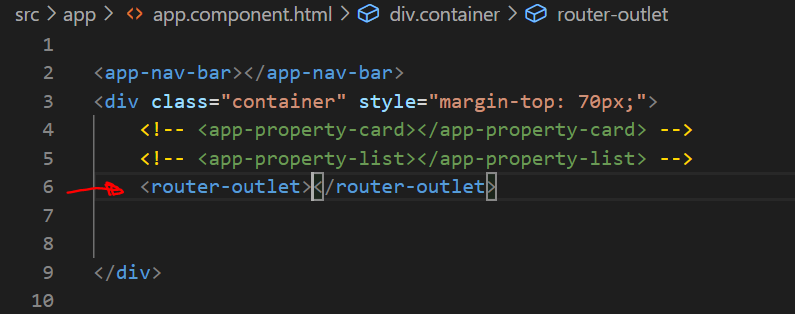 src > app > <> app.component.html > div.container > router-outlet
1
2 <app-nav-bar></app-nav-bar>
3 <div class="container" style="margin-top: 70px;">
4 <!-- <app-property-card></app-property-card> -->
5 <!-- <app-property-list></app-property-list> -->
6 <router-outlet></router-outlet>
7
8
9 </div>
10